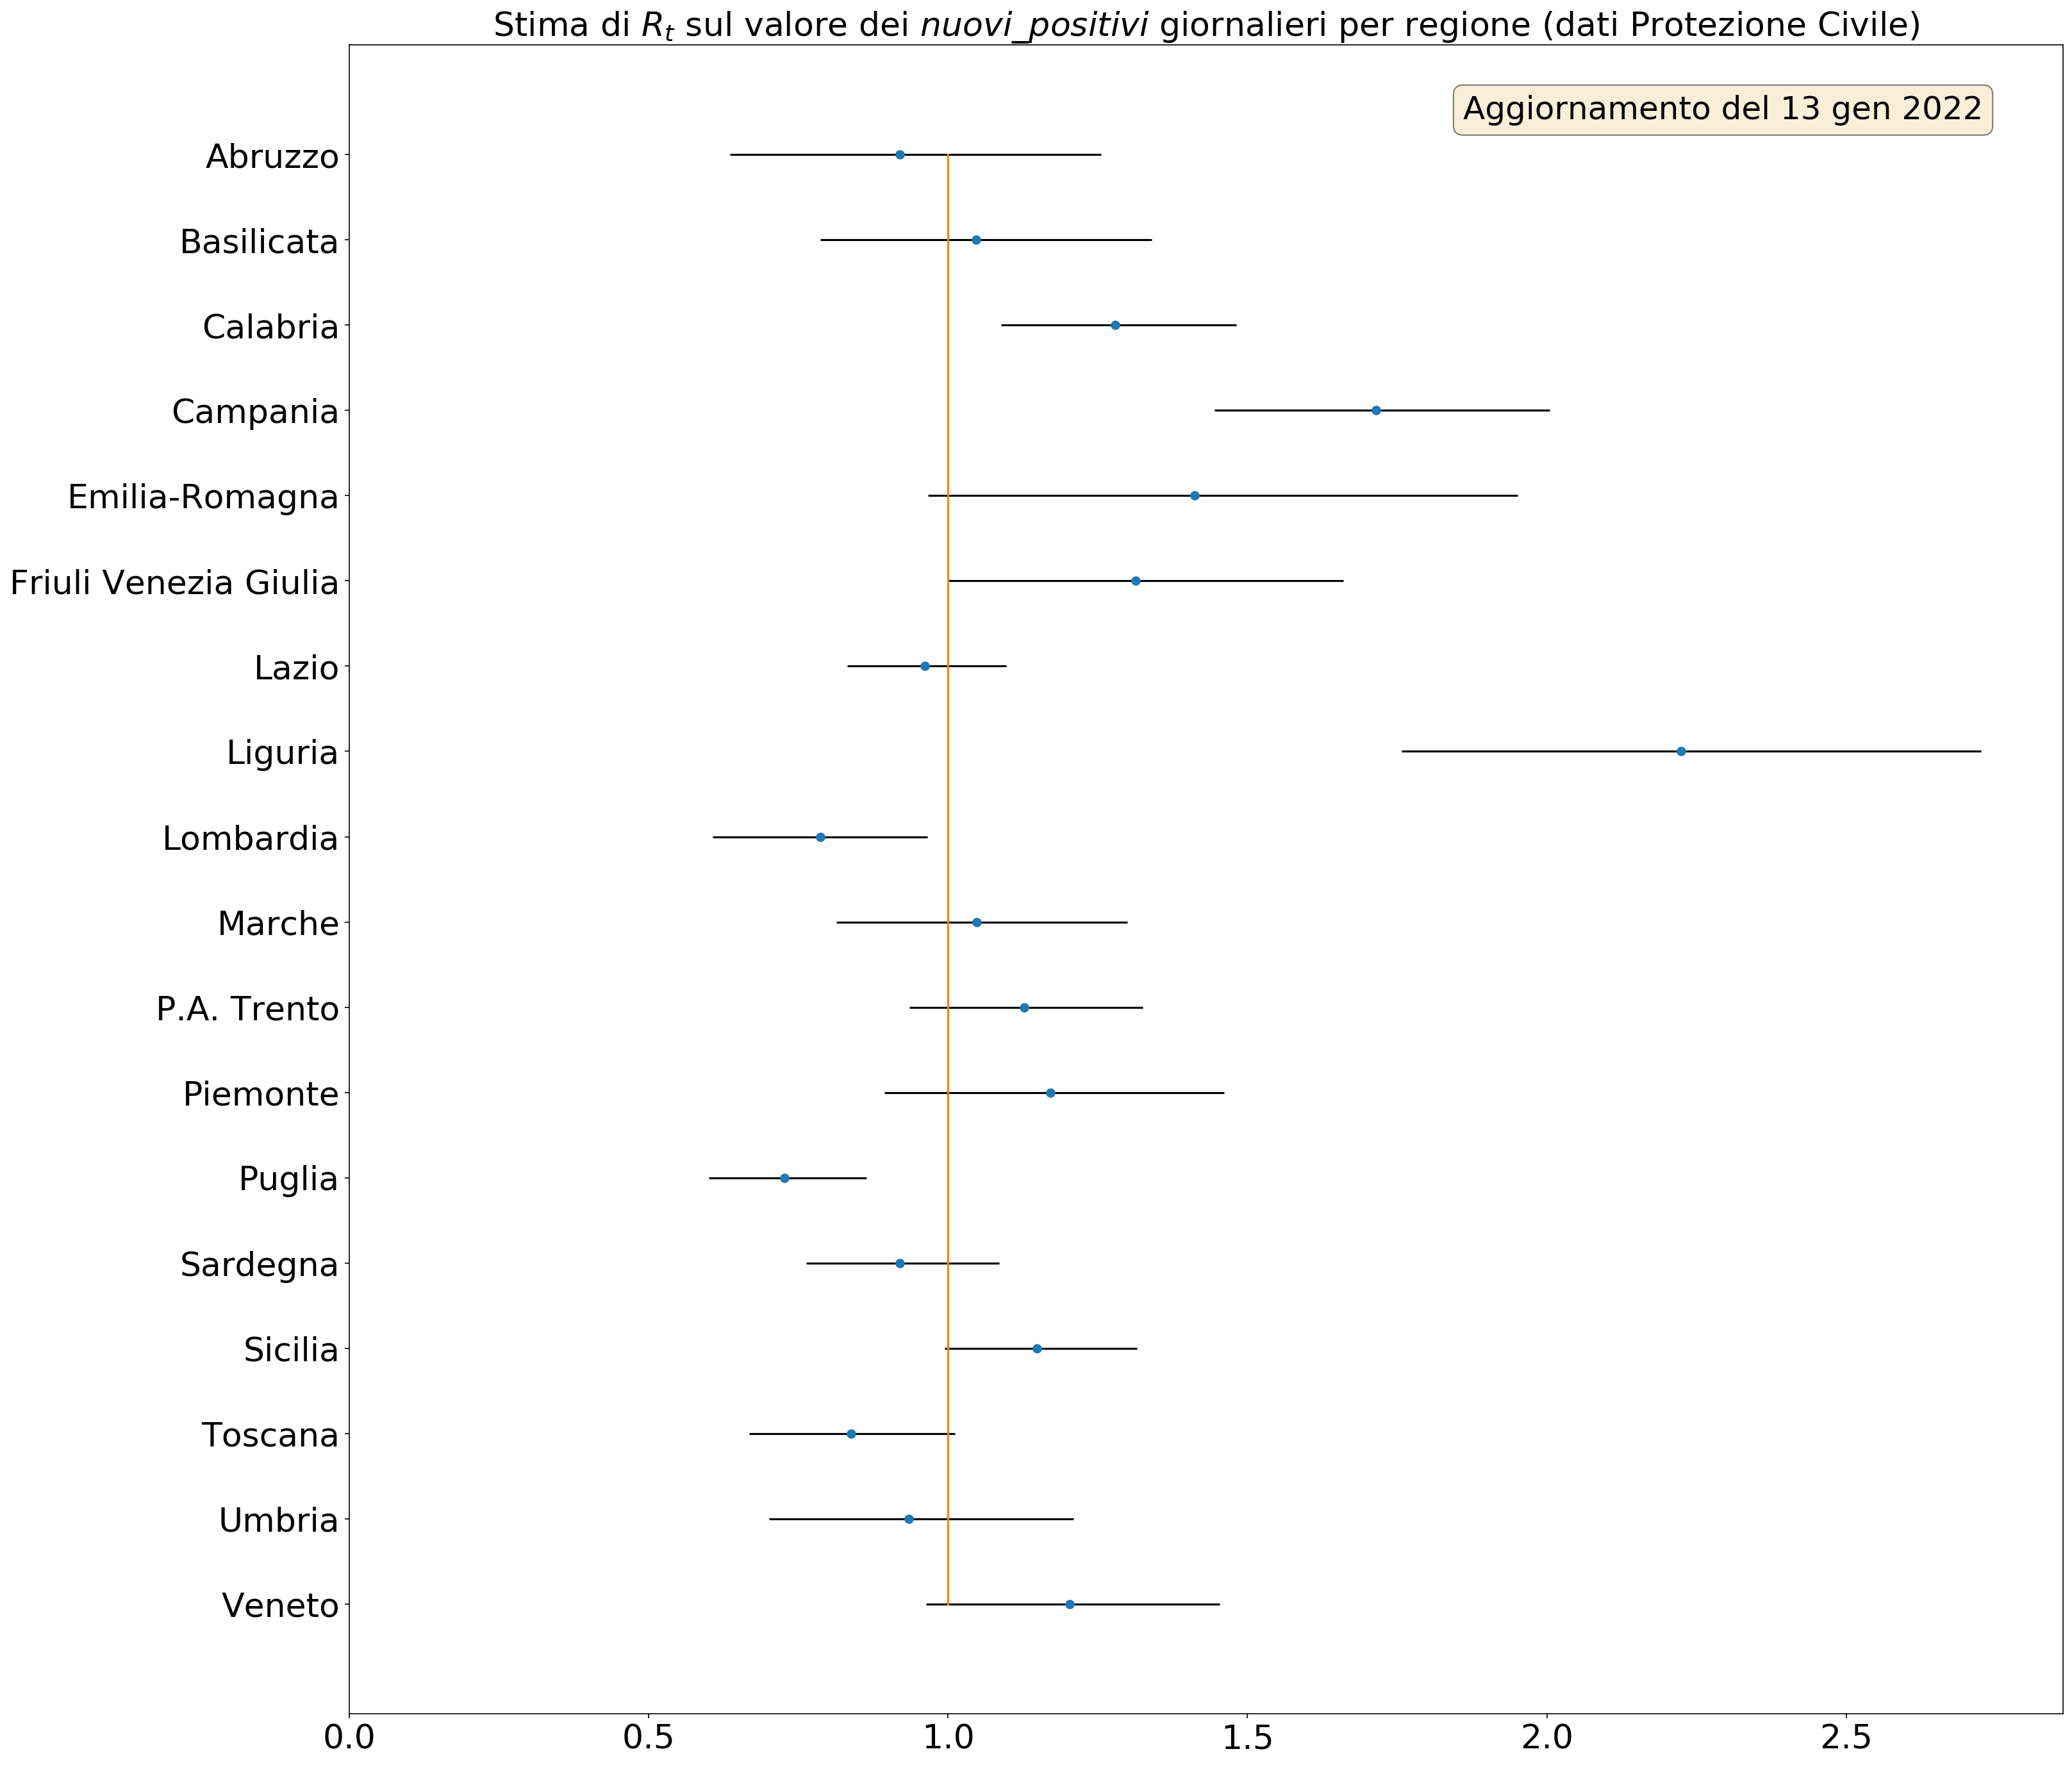 Stima di Rₜ sul valore dei nuovi_positivi giornalieri per regione (dati Protezione Civile)
Aggiornamento del 13 gen 2022
Abruzzo
Basilicata
Calabria
Campania
Emilia-Romagna
Friuli Venezia Giulia
Lazio
Liguria
Lombardia
Marche
P.A. Trento
Piemonte
Puglia
Sardegna
Sicilia
Toscana
Umbria
Veneto
0.0 0.5 1.0 1.5 2.0 2.5